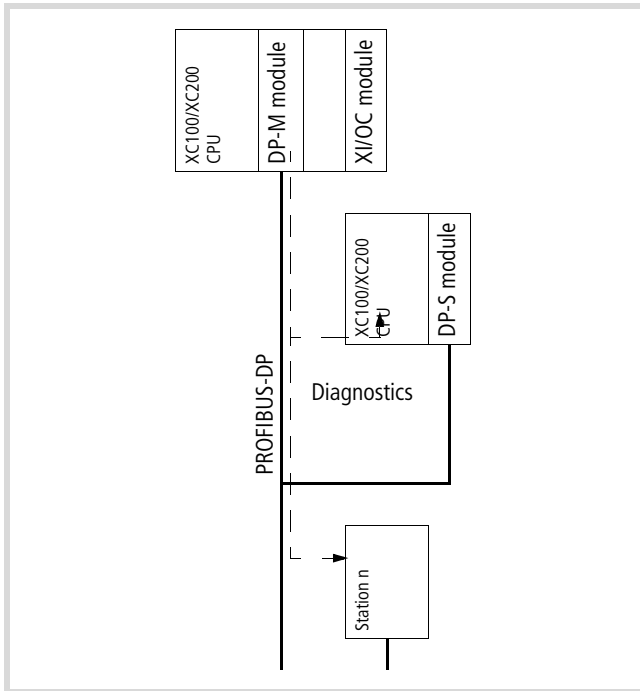 XC100/XC200
CPU
DP-M module
XI/OC module
XC100/XC200
CPU
DP-S module
PROFIBUS-DP
Diagnostics
Station n